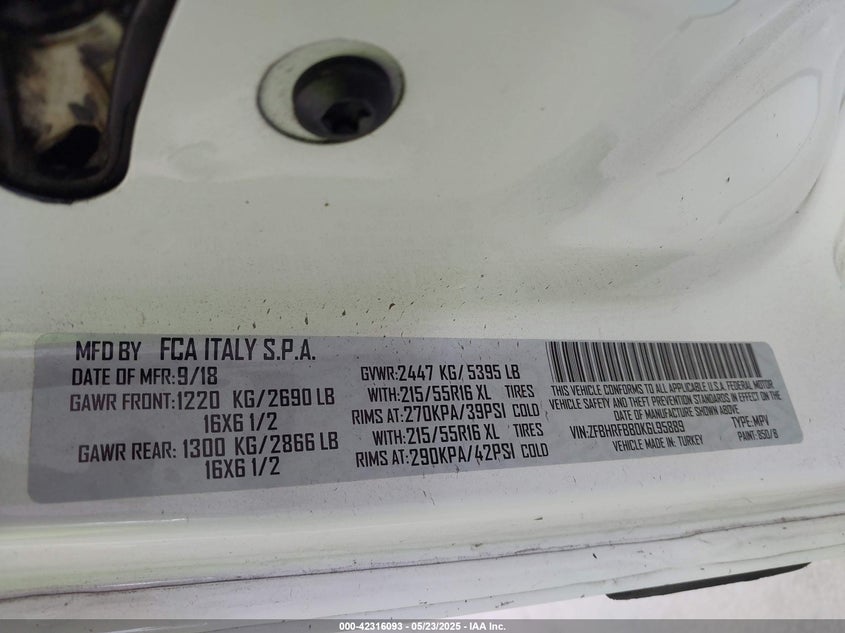 MFD BY FCA ITALY S.P.A.
DATE OF MFR:9/18
GAWR FRONT:1220 KG/2690 LB
16X6 1/2
GAWR REAR: 1300 KG/2866 LB
16X6 1/2
GVWR:2447 KG/ 5395 LB
WITH:215/55R16 XL TIRES
RIMS AT:270KPA/39PSI COLD
WITH:215/55R16 XL TIRES
RIMS AT:290KPA/42PSI COLD
THIS VEHICLE CONFORMS TO ALL APPLICABLE U.S. FEDERAL MOTOR
VEHICLE SAFETY AND THEFT PREVENTION STANDARDS IN EFFECT ON THE
DATE OF MANUFACTURE SHOWN ABOVE
VIN:ZFBHRFBB0K6L95889 TYPE:MPV
VEHICLE MADE IN: TURKEY PAINT: 850/B
000-42316093 — 05/23/2025 — IAA Inc.